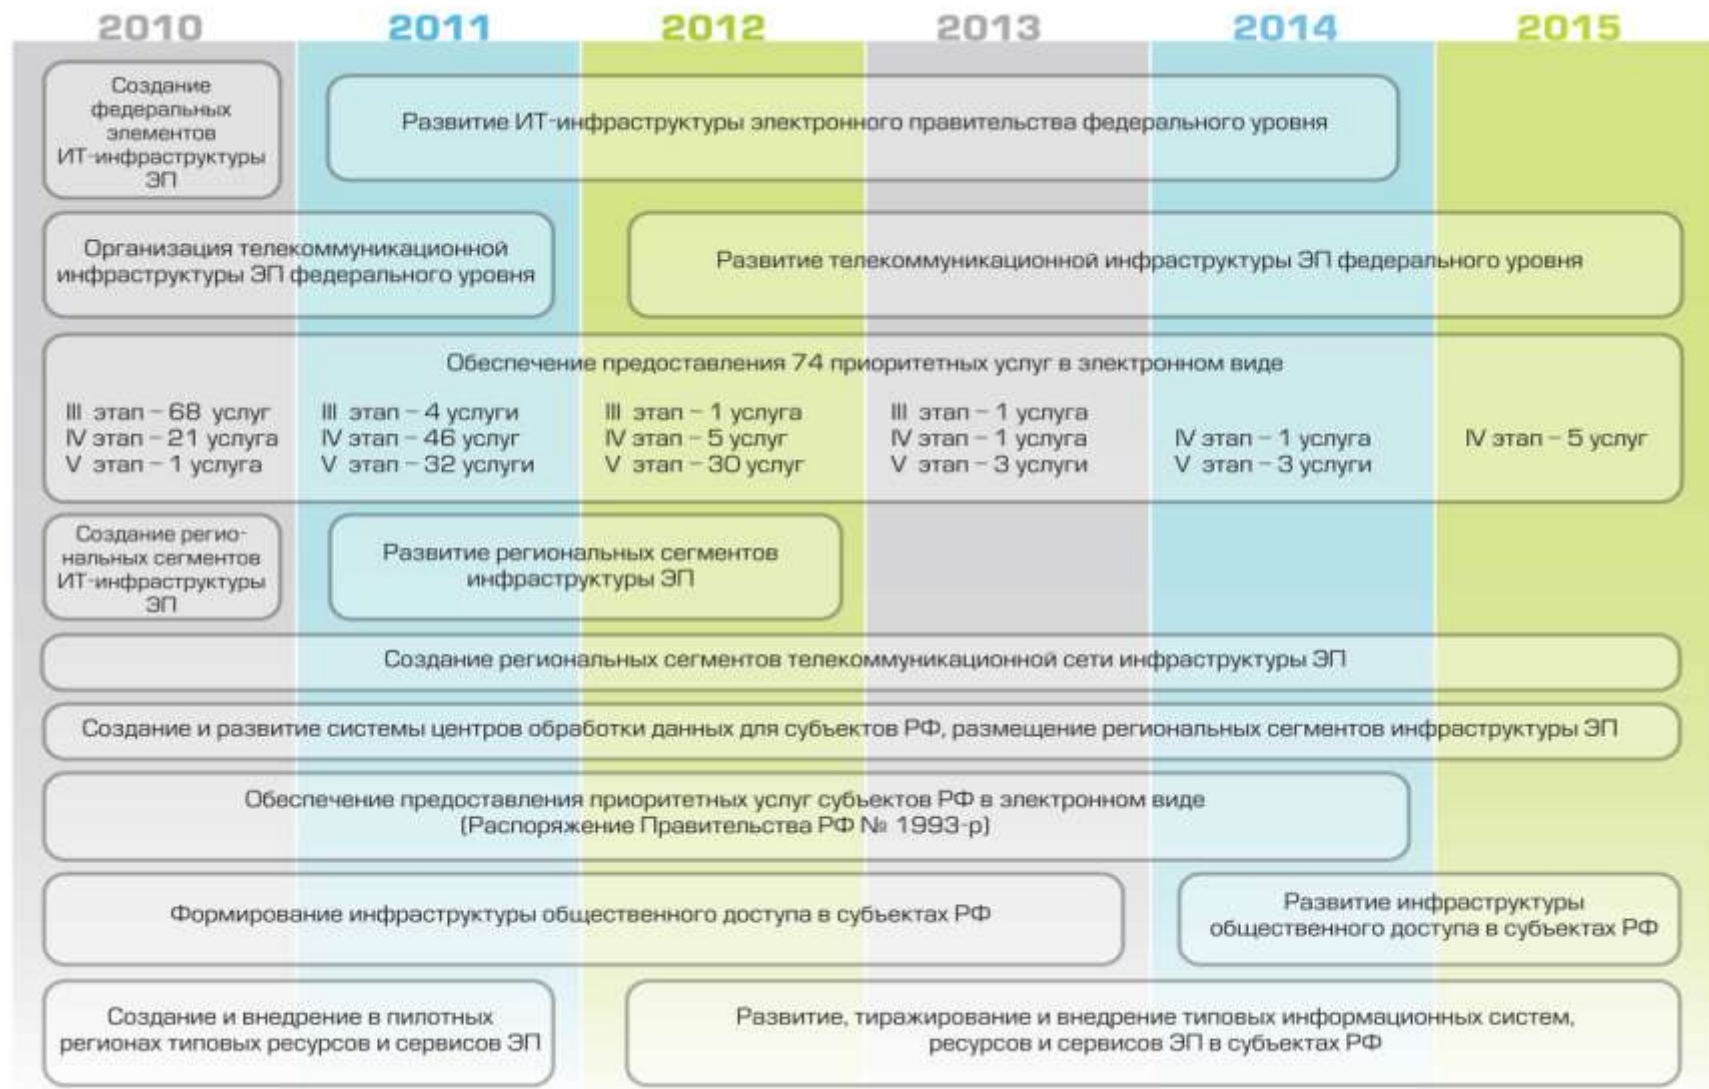 2010 2011 2012 2013 2014 2015
Создание
федеральных
элементов
ИТ-инфраструктуры
ЭП
Развитие ИТ-инфраструктуры электронного правительства федерального уровня
Организация телекоммуникационной
инфраструктуры ЭП федерального уровня
Развитие телекоммуникационной инфраструктуры ЭП федерального уровня
Обеспечение предоставления 74 приоритетных услуг в электронном виде
III этап – 68 услуг
IV этап – 21 услуга
V этап – 1 услуга
III этап – 4 услуги
IV этап – 46 услуг
V этап – 32 услуги
III этап – 1 услуга
IV этап – 5 услуг
V этап – 30 услуг
III этап – 1 услуга
IV этап – 1 услуга
V этап – 3 услуги
IV этап – 1 услуга
V этап – 3 услуги
IV этап – 5 услуг
Создание регио-
нальных сегментов
ИТ-инфраструктуры
ЭП
Развитие региональных сегментов
инфраструктуры ЭП
Создание региональных сегментов телекоммуникационной сети инфраструктуры ЭП
Создание и развитие системы центров обработки данных для субъектов РФ, размещение региональных сегментов инфраструктуры ЭП
Обеспечение предоставления приоритетных услуг субъектов РФ в электронном виде
(Распоряжение Правительства РФ № 1993-р)
Формирование инфраструктуры общественного доступа в субъектах РФ
Развитие инфраструктуры
общественного доступа в субъектах РФ
Создание и внедрение в пилотных
регионах типовых ресурсов и сервисов ЭП
Развитие, тиражирование и внедрение типовых информационных систем,
ресурсов и сервисов ЭП в субъектах РФ